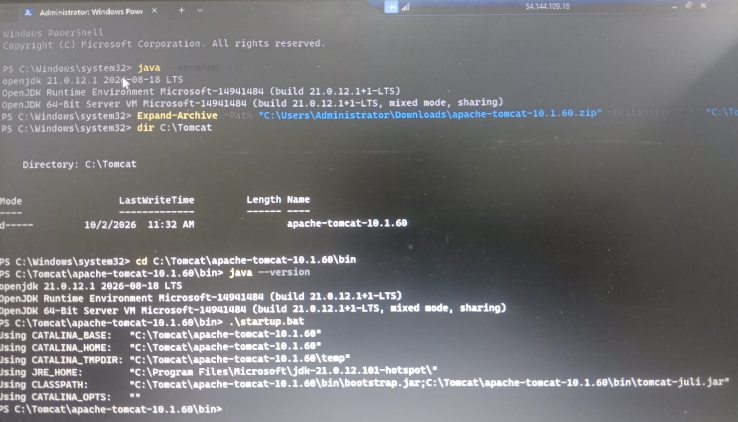 Administrator: Windows Pow
54.144.109.18
Windows PowerShell
Copyright (C) Microsoft Corporation. All rights reserved.
PS C:\Windows\system32> java --version
openjdk 21.0.12.1 2026-08-18 LTS
OpenJDK Runtime Environment Microsoft-14941484 (build 21.0.12.1+1-LTS)
OpenJDK 64-Bit Server VM Microsoft-14941484 (build 21.0.12.1+1-LTS, mixed mode, sharing)
PS C:\Windows\system32> Expand-Archive -Path "C:\Users\Administrator\Downloads\apache-tomcat-10.1.60.zip" "C:\To
PS C:\Windows\system32> dir C:\Tomcat
Directory: C:\Tomcat
Mode LastWriteTime Length Name
---- ------------- ------ ----
d----- 10/2/2026 11:32 AM apache-tomcat-10.1.60
PS C:\Windows\system32> cd C:\Tomcat\apache-tomcat-10.1.60\bin
PS C:\Tomcat\apache-tomcat-10.1.60\bin> java --version
openjdk 21.0.12.1 2026-08-18 LTS
OpenJDK Runtime Environment Microsoft-14941484 (build 21.0.12.1+1-LTS)
OpenJDK 64-Bit Server VM Microsoft-14941484 (build 21.0.12.1+1-LTS, mixed mode, sharing)
PS C:\Tomcat\apache-tomcat-10.1.60\bin> .\startup.bat
Using CATALINA_BASE: "C:\Tomcat\apache-tomcat-10.1.60"
Using CATALINA_HOME: "C:\Tomcat\apache-tomcat-10.1.60"
Using CATALINA_TMPDIR: "C:\Tomcat\apache-tomcat-10.1.60\temp"
Using JRE_HOME: "C:\Program Files\Microsoft\jdk-21.0.12.101-hotspot\"
Using CLASSPATH: "C:\Tomcat\apache-tomcat-10.1.60\bin\bootstrap.jar;C:\Tomcat\apache-tomcat-10.1.60\bin\tomcat-juli.jar"
Using CATALINA_OPTS: ""
PS C:\Tomcat\apache-tomcat-10.1.60\bin>